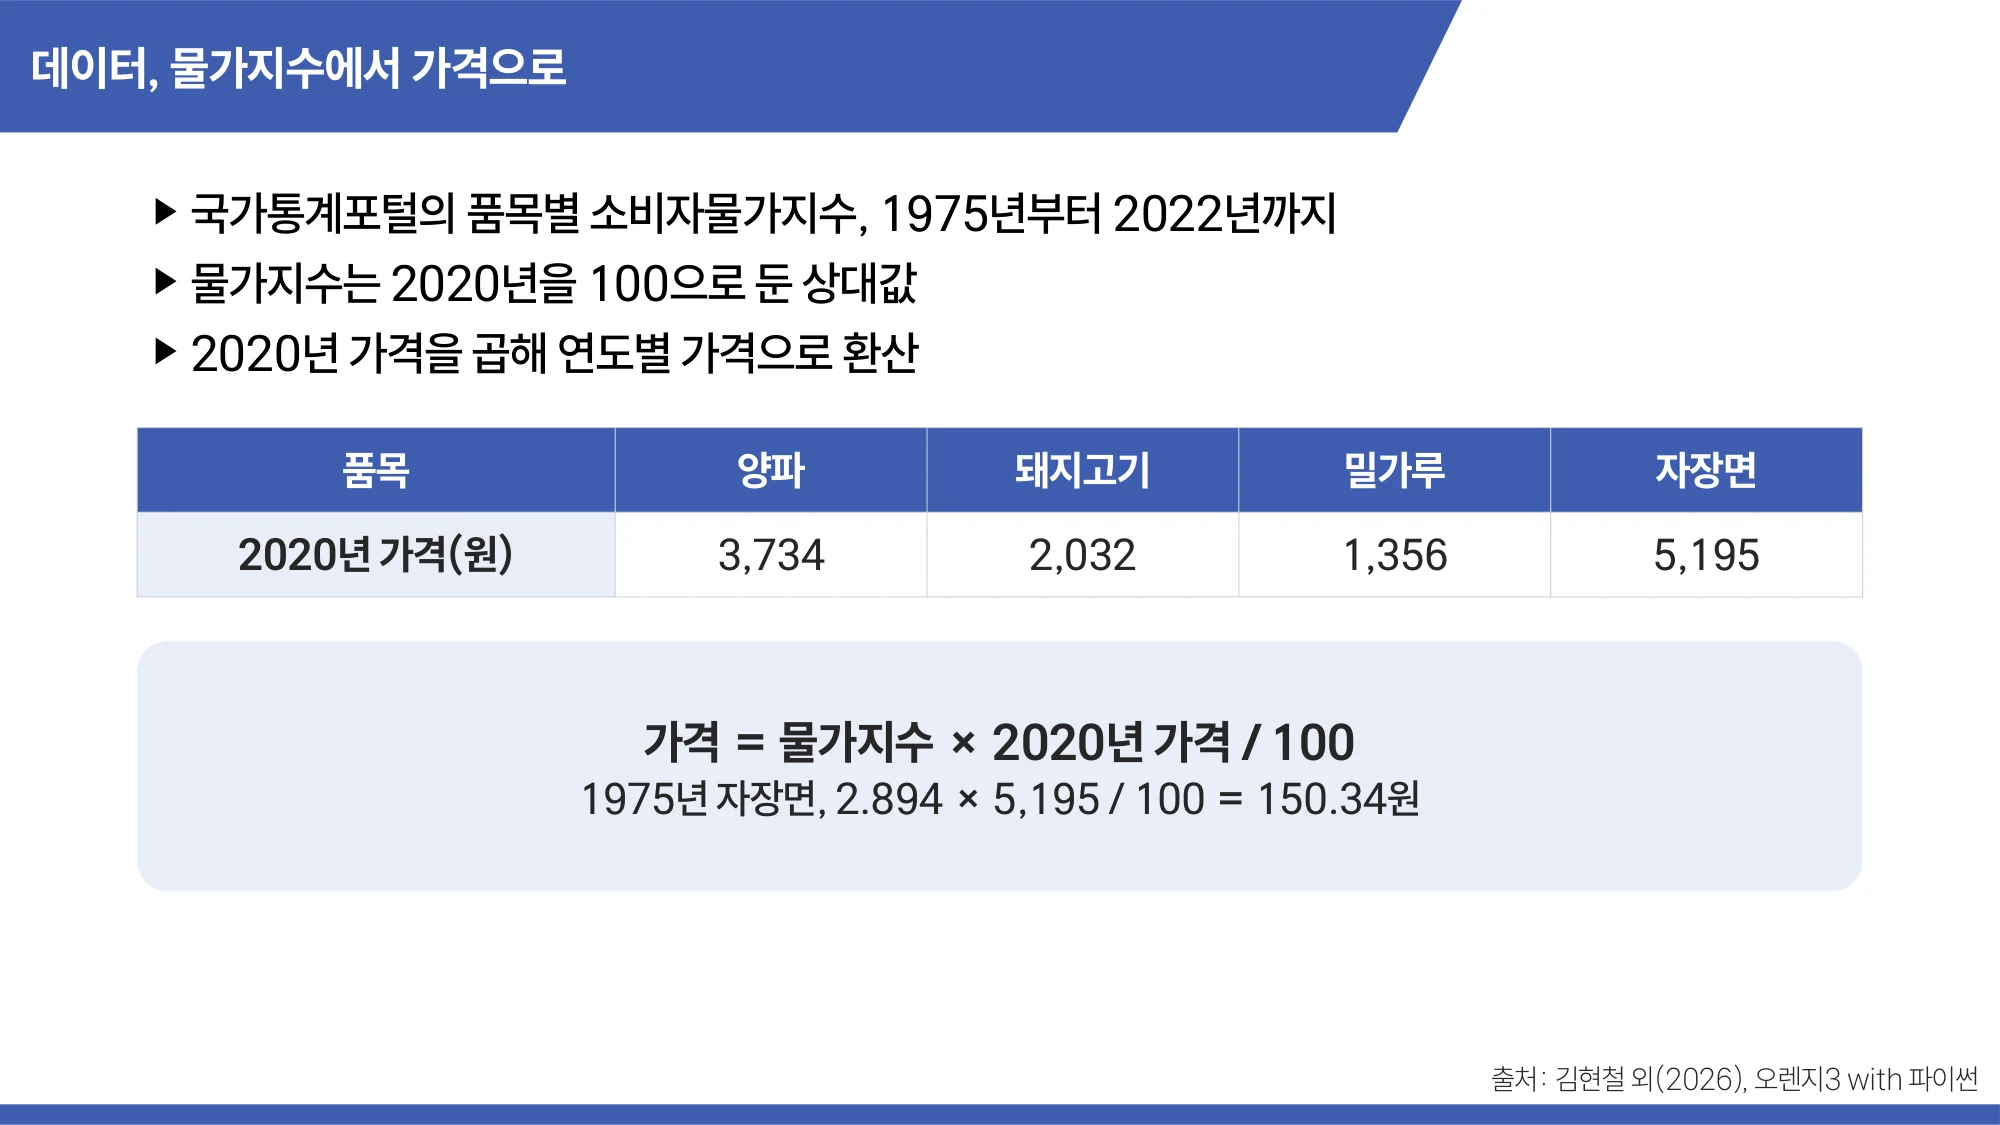 데이터, 물가지수에서 가격으로
▶ 국가통계포털의 품목별 소비자물가지수, 1975년부터 2022년까지
▶ 물가지수는 2020년을 100으로 둔 상대값
▶ 2020년 가격을 곱해 연도별 가격으로 환산
품목 양파 돼지고기 밀가루 자장면
2020년 가격(원) 3,734 2,032 1,356 5,195
가격 = 물가지수 × 2020년 가격 / 100
1975년 자장면, 2.894 × 5,195 / 100 = 150.34원
출처: 김현철 외(2026), 오렌지3 with 파이썬